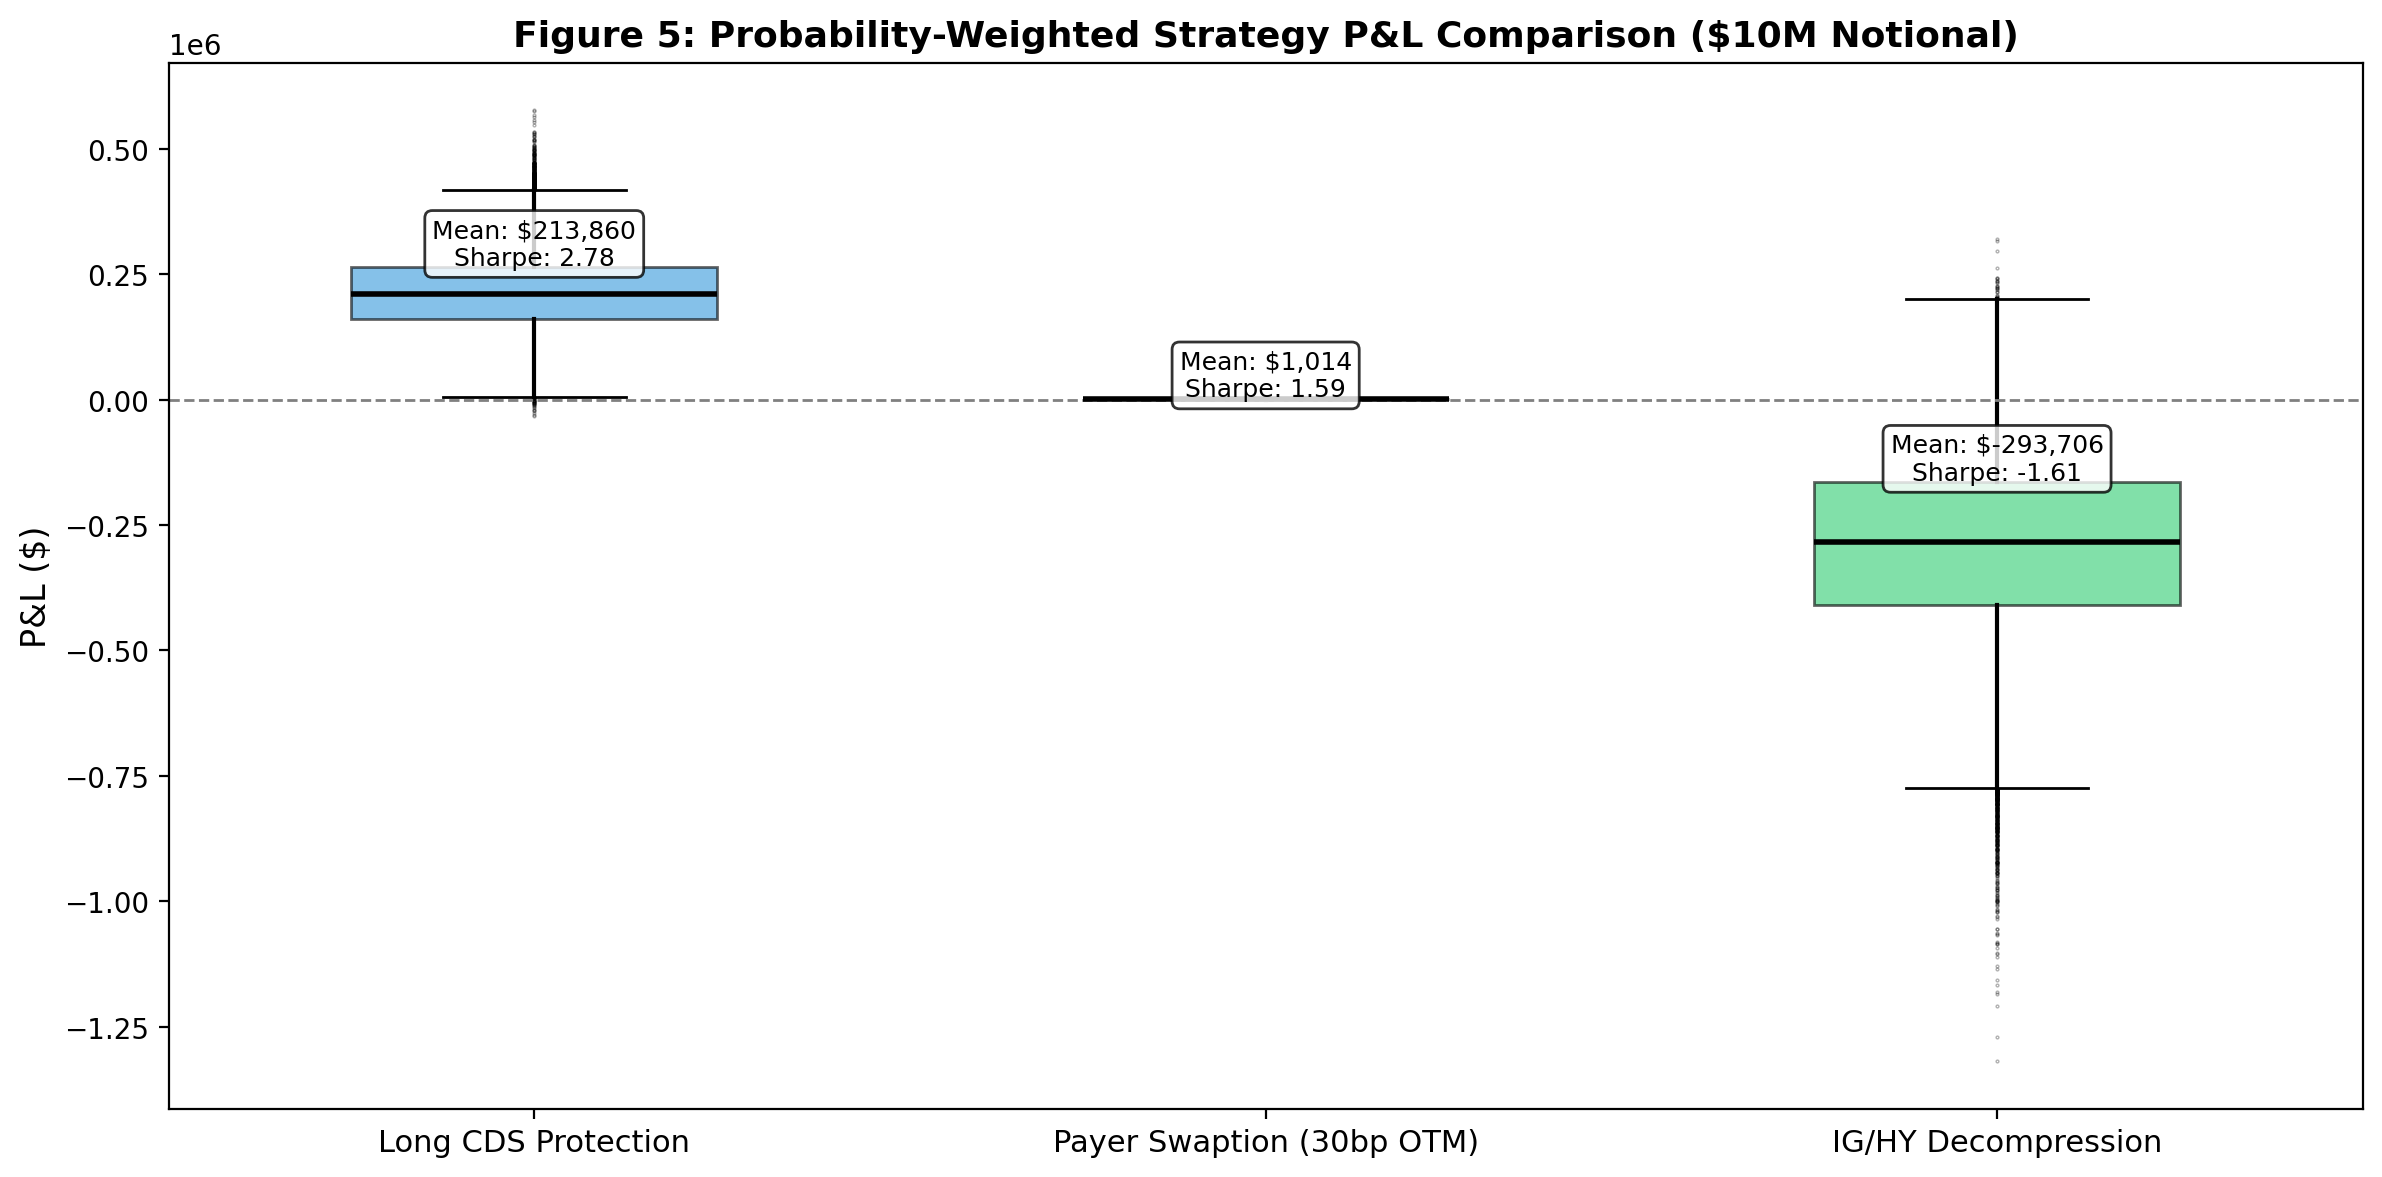 Figure 5: Probability-Weighted Strategy P&L Comparison ($10M Notional)
1e6
0.50
0.25
0.00
−0.25
−0.50
−0.75
−1.00
−1.25
P&L ($)
Mean: $213,860
Sharpe: 2.78
Mean: $1,014
Sharpe: 1.59
Mean: $-293,706
Sharpe: -1.61
Long CDS Protection
Payer Swaption (30bp OTM)
IG/HY Decompression